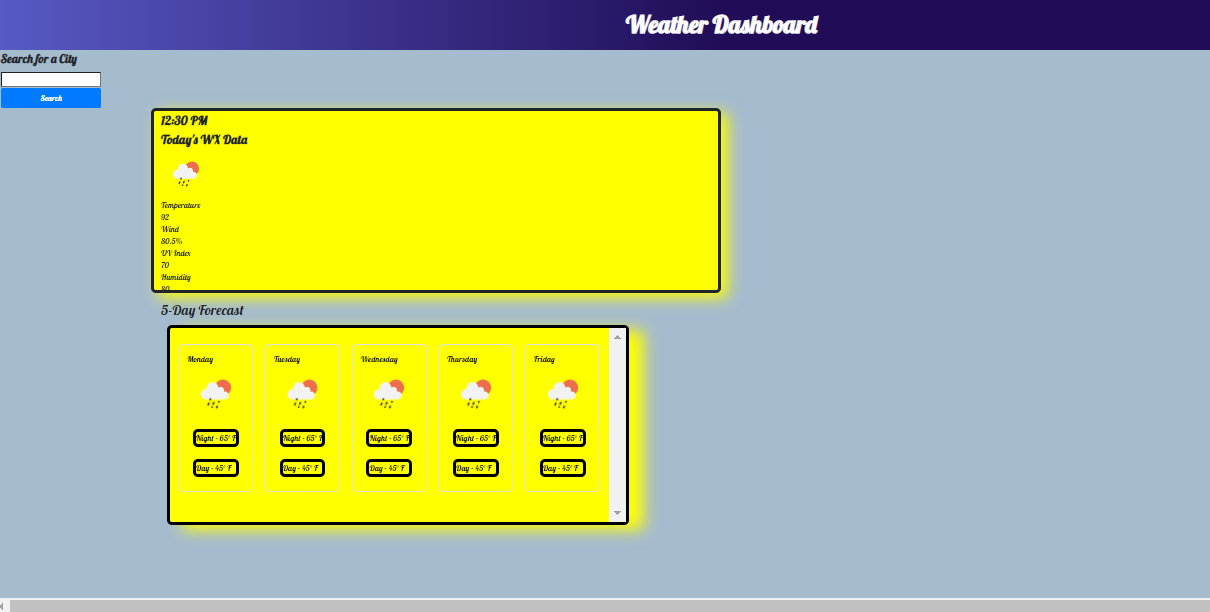 Weather Dashboard
Search for a City
Search
12:30 PM
Today's WX Data
Temperature
92
Wind
80.5%
UV Index
70
Humidity
80
5-Day Forecast
Monday
Tuesday
Wednesday
Thursday
Friday
Night - 65° F
Night - 65° F
Night - 65° F
Night - 65° F
Night - 65° F
Day - 45° F
Day - 45° F
Day - 45° F
Day - 45° F
Day - 45° F